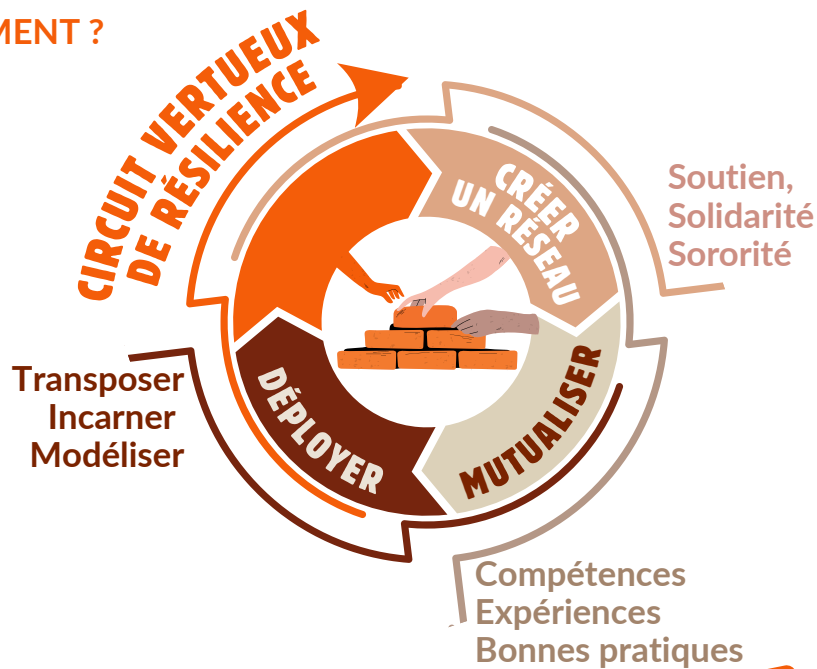 MENT ?
CIRCUIT VERTUEUX
DE RÉSILIENCE
CRÉER
UN RÉSEAU
Soutien,
Solidarité
Sororité
MUTUALISER
Compétences
Expériences
Bonnes pratiques
DÉPLOYER
Transposer
Incarner
Modéliser